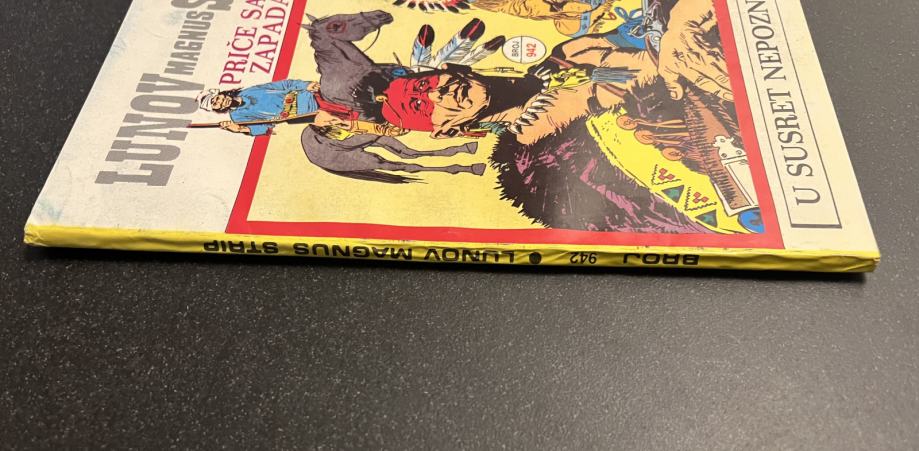 LUNOV MAGNUS S
PRIČE SA
ZAPADA
BROJ
942
U SUSRET NEPOZN
BROJ 942 ● LUNOV MAGNUS STRIP